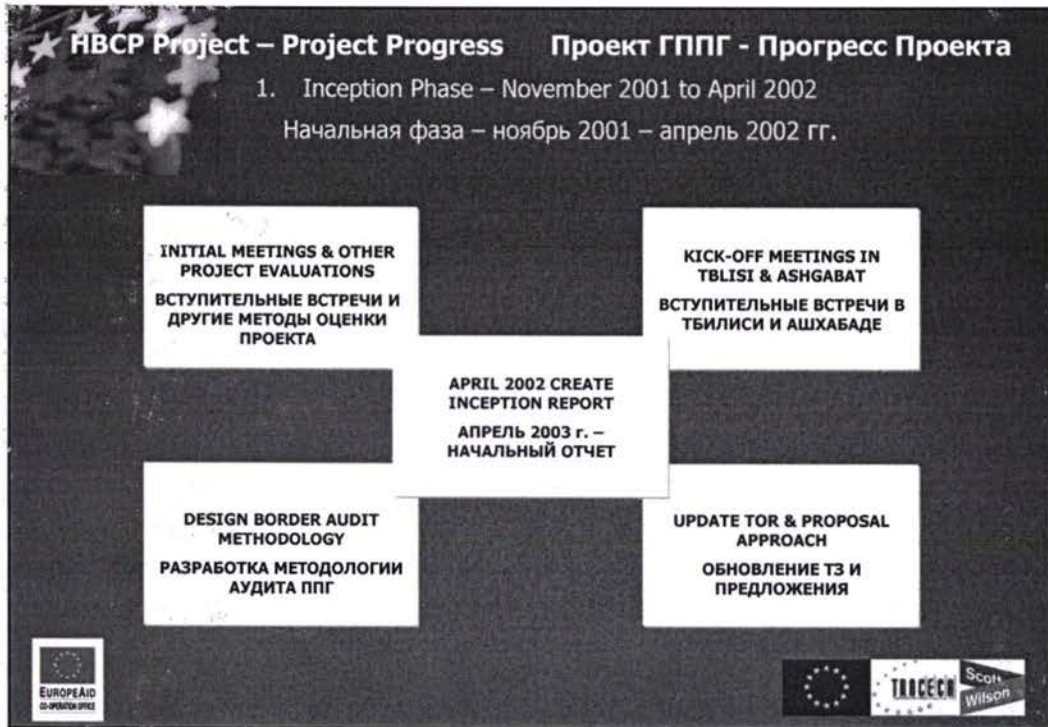 HBCP Project – Project Progress Проект ГППГ - Прогресс Проекта
1. Inception Phase – November 2001 to April 2002
Начальная фаза – ноябрь 2001 – апрель 2002 гг.
INITIAL MEETINGS & OTHER
PROJECT EVALUATIONS
ВСТУПИТЕЛЬНЫЕ ВСТРЕЧИ И
ДРУГИЕ МЕТОДЫ ОЦЕНКИ
ПРОЕКТА
KICK-OFF MEETINGS IN
TBLISI & ASHGABAT
ВСТУПИТЕЛЬНЫЕ ВСТРЕЧИ В
ТБИЛИСИ И АШХАБАДЕ
APRIL 2002 CREATE
INCEPTION REPORT
АПРЕЛЬ 2003 г. –
НАЧАЛЬНЫЙ ОТЧЕТ
DESIGN BORDER AUDIT
METHODOLOGY
РАЗРАБОТКА МЕТОДОЛОГИИ
АУДИТА ППГ
UPDATE TOR & PROPOSAL
APPROACH
ОБНОВЛЕНИЕ ТЗ И
ПРЕДЛОЖЕНИЯ
EUROPEAID
CO-OPERATION OFFICE
TRACECA
Scott
Wilson